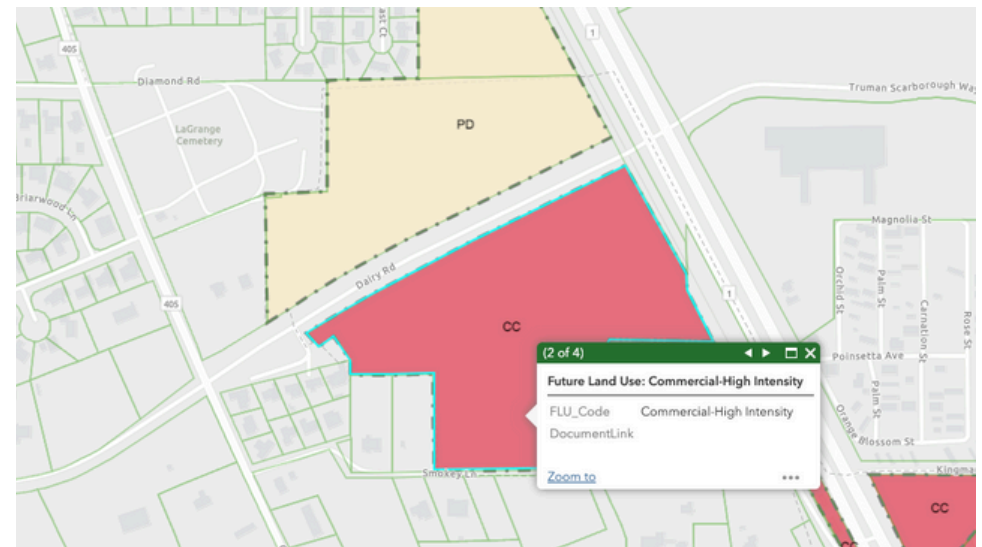 1
405
Diamond Rd
Truman Scarborough Way
LaGrange
Cemetery
PD
Briarwood Ln
Magnolia St
Dairy Rd
Orchid St
Palm St
Carnation St
Rose St
405
1
CC
(2 of 4)
Future Land Use: Commercial-High Intensity
FLU_Code Commercial-High Intensity
DocumentLink
Zoom to
Poinsetta Ave
Palm St
Orange Blossom St
Smokey Ln
CC
CC